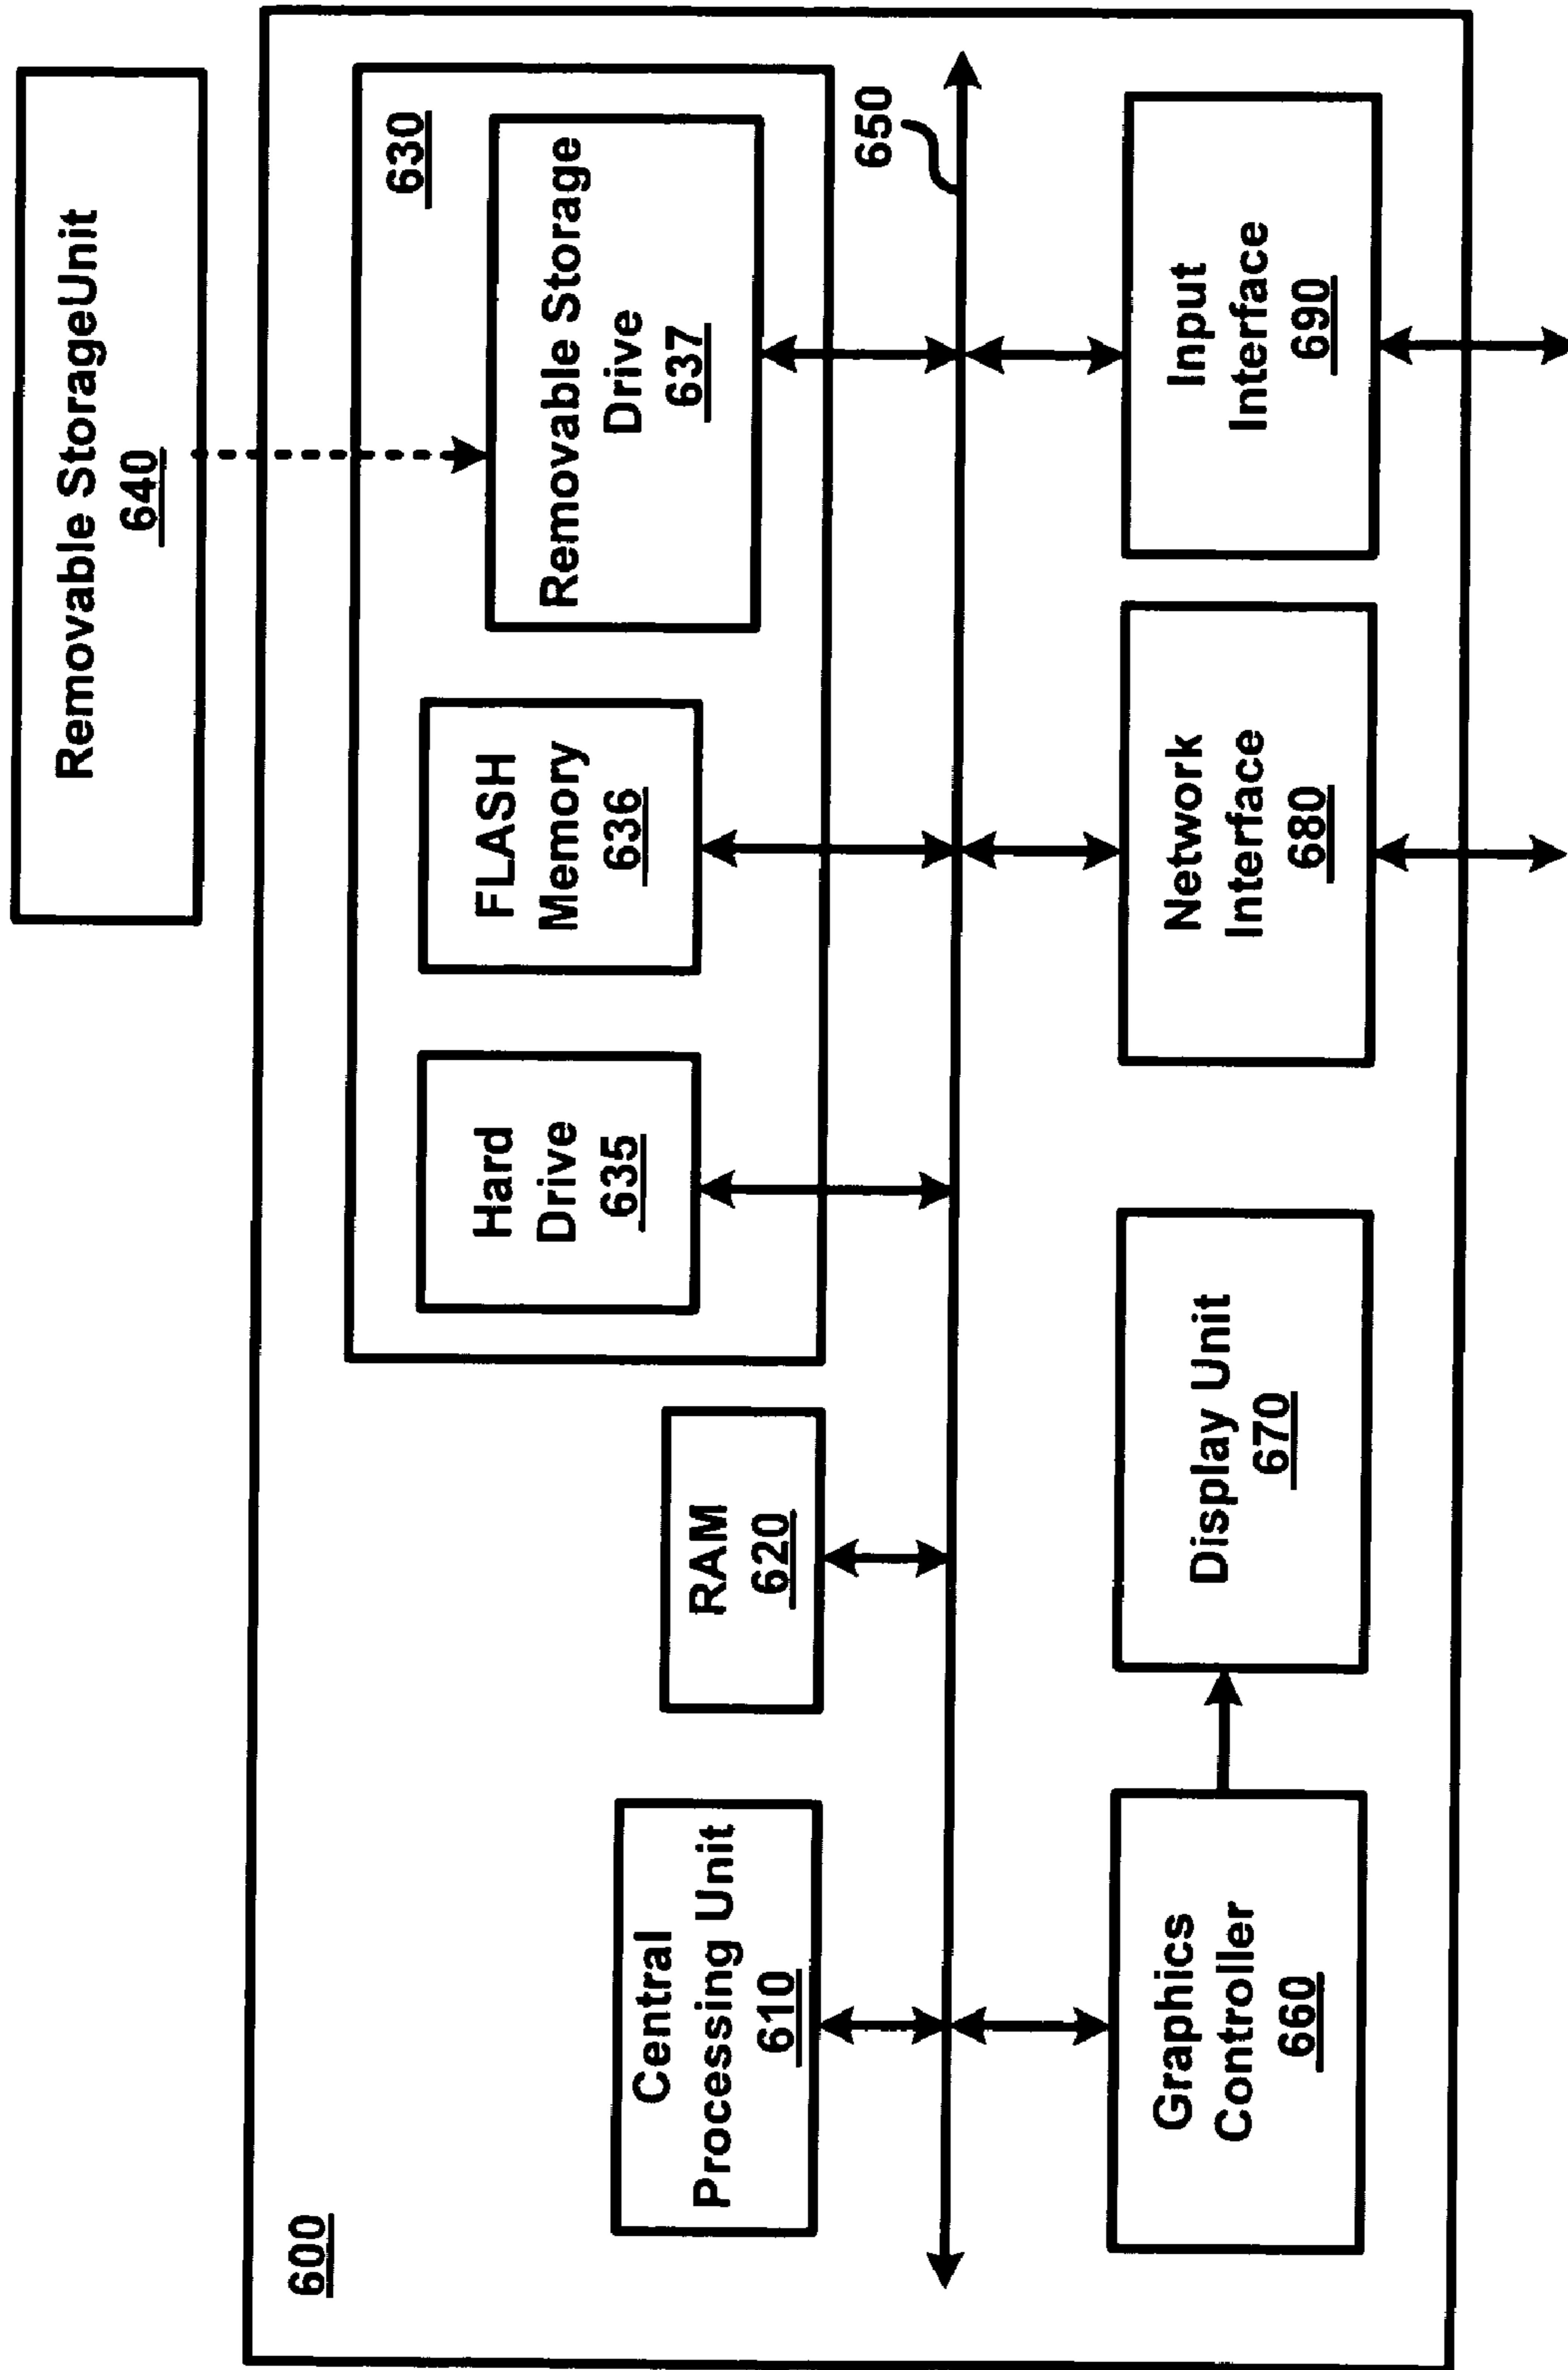 600
Removable StorageUnit
640
630
Central
Processing Unit
610
RAM
620
Hard
Drive
635
FLASH
Memory
636
Removable Storage
Drive
637
650
Graphics
Controller
660
Display Unit
670
Network
Interface
680
Input
Interface
690